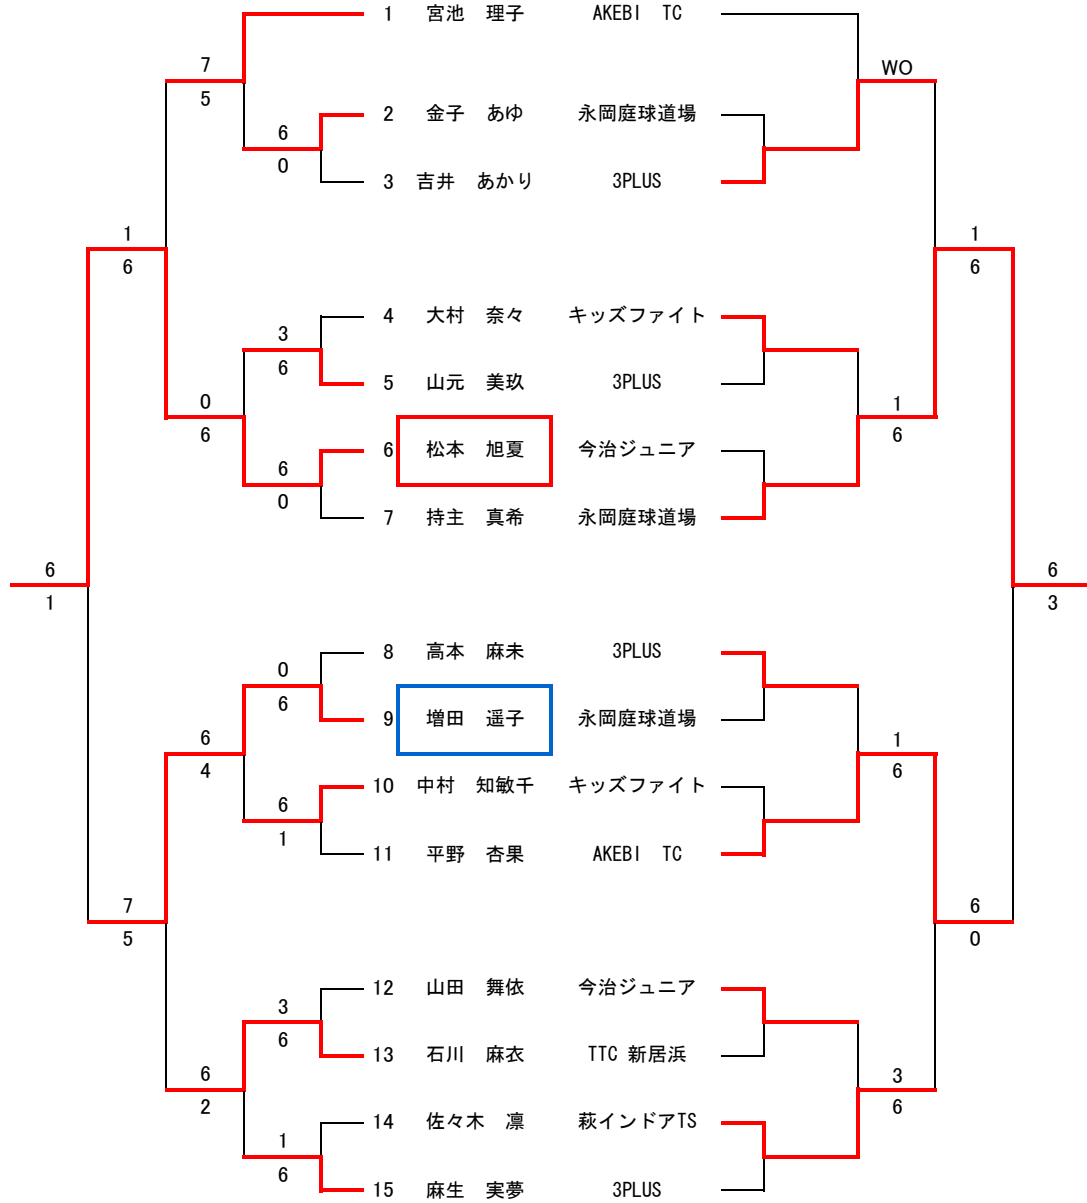 1 宮池 理子 AKEBI TC
7 WO
5
2 金子 あゆ 永岡庭球道場
6
0
3 吉井 あかり 3PLUS
1 1
6 6
4 大村 奈々 キッズファイト
3
6
5 山元 美玖 3PLUS
0 1
6 6
6 松本 旭夏 今治ジュニア
6
0
7 持主 真希 永岡庭球道場
6 6
1 3
8 高本 麻未 3PLUS
0
6
9 増田 遥子 永岡庭球道場
6 1
4 6
10 中村 知敏千 キッズファイト
6
1
11 平野 杏果 AKEBI TC
7 6
5 0
12 山田 舞依 今治ジュニア
3
6
13 石川 麻衣 TTC 新居浜
6 3
2 6
14 佐々木 凛 萩インドアTS
1
6
15 麻生 実夢 3PLUS